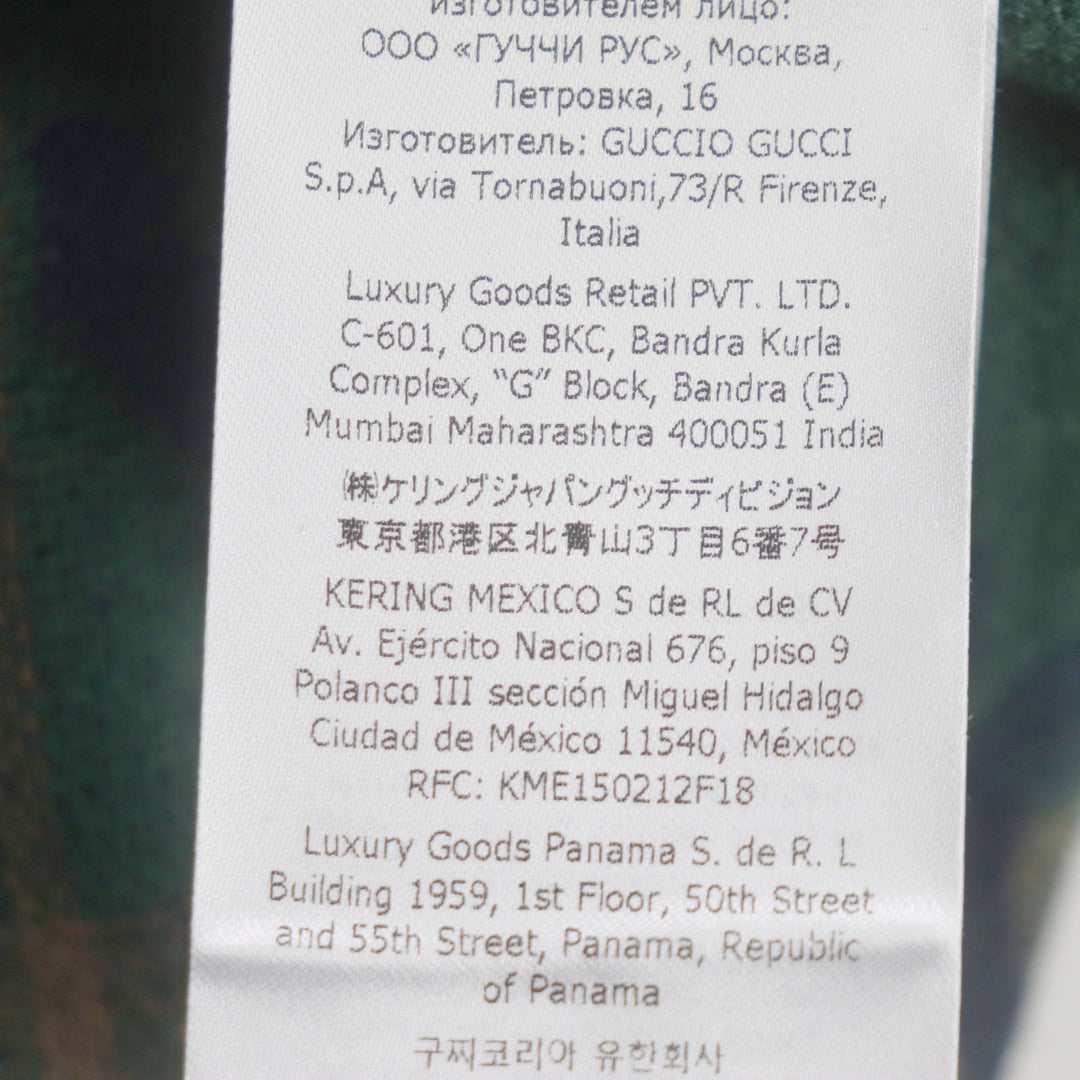 изготовителем лицо:
ООО «ГУЧЧИ РУС», Москва,
Петровка, 16
Изготовитель: GUCCIO GUCCI
S.p.A, via Tornabuoni,73/R Firenze,
Italia
Luxury Goods Retail PVT. LTD.
C-601, One BKC, Bandra Kurla
Complex, “G” Block, Bandra (E)
Mumbai Maharashtra 400051 India
㈱ケリングジャパングッチディビジョン
東京都港区北青山3丁目6番7号
KERING MEXICO S de RL de CV
Av. Ejército Nacional 676, piso 9
Polanco III sección Miguel Hidalgo
Ciudad de México 11540, México
RFC: KME150212F18
Luxury Goods Panama S. de R. L
Building 1959, 1st Floor, 50th Street
and 55th Street, Panama, Republic
of Panama
구찌코리아 유한회사